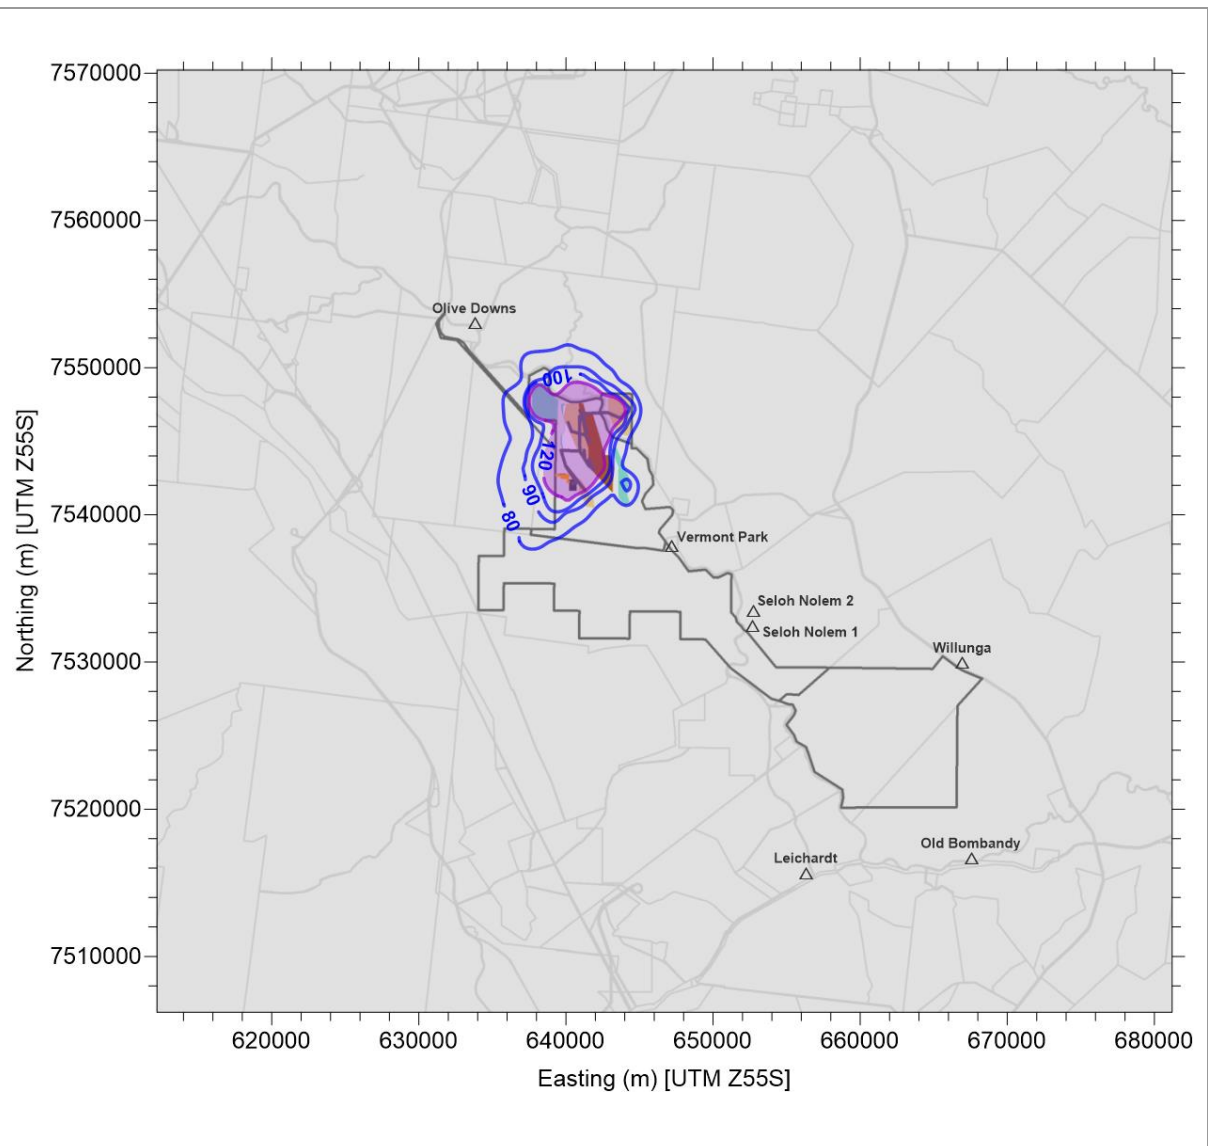 7570000
7560000
7550000
7540000
7530000
7520000
7510000
Northing (m) [UTM Z55S]
Olive Downs
100
120
90
80
Vermont Park
Seloh Nolem 2
Seloh Nolem 1
Willunga
Old Bombandy
Leichardt
620000
630000
640000
650000
660000
670000
680000
Easting (m) [UTM Z55S]